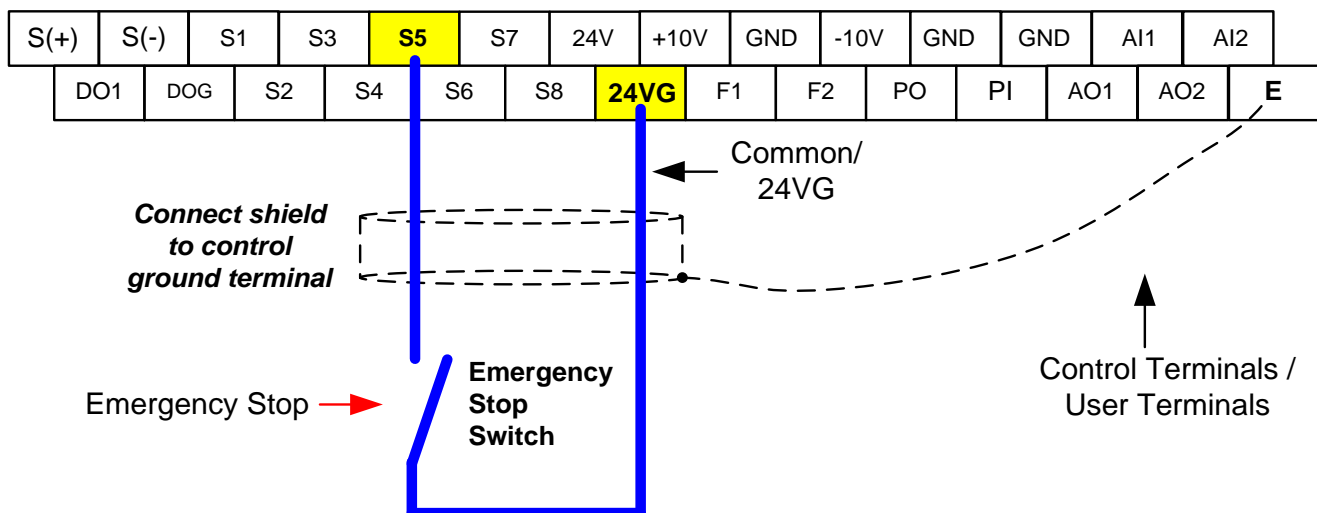 S(+) S(-) S1 S3 S5 S7 24V +10V GND -10V GND GND AI1 AI2
DO1 DOG S2 S4 S6 S8 24VG F1 F2 PO PI AO1 AO2 E
Common/
24VG
Connect shield
to control
ground terminal
Emergency Stop
Emergency
Stop
Switch
Control Terminals /
User Terminals